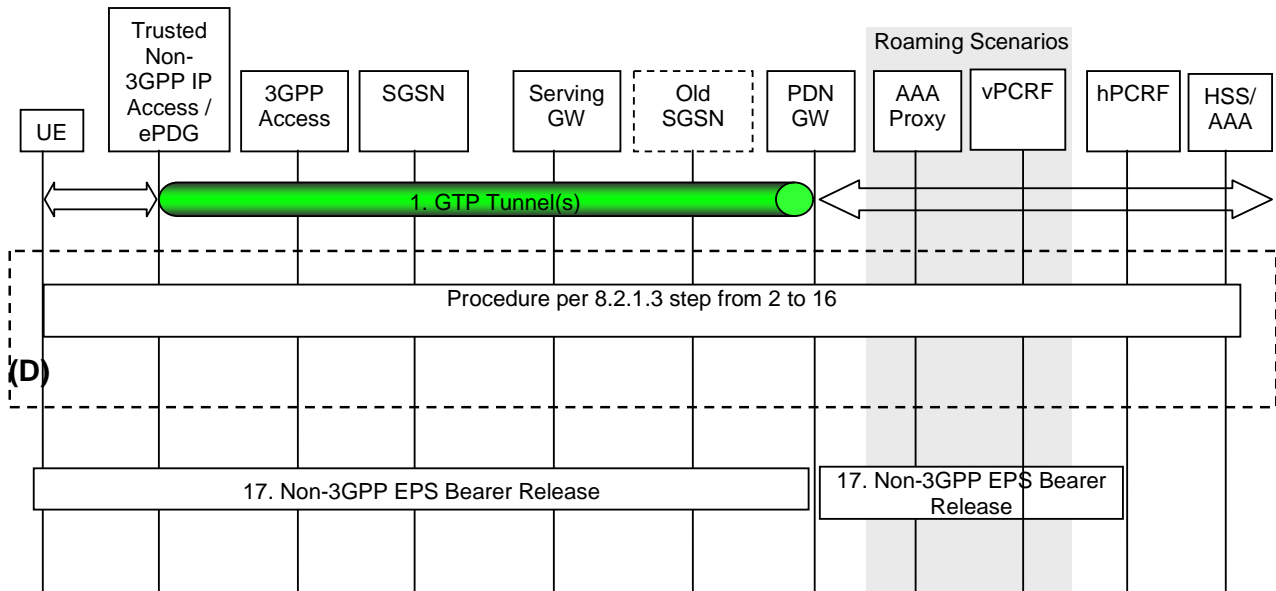 Roaming Scenarios
UE
Trusted
Non-
3GPP IP
Access /
ePDG
3GPP
Access
SGSN
Serving
GW
Old
SGSN
PDN
GW
AAA
Proxy
vPCRF
hPCRF
HSS/
AAA
1. GTP Tunnel(s)
Procedure per 8.2.1.3 step from 2 to 16
(D)
17. Non-3GPP EPS Bearer Release
17. Non-3GPP EPS Bearer
Release